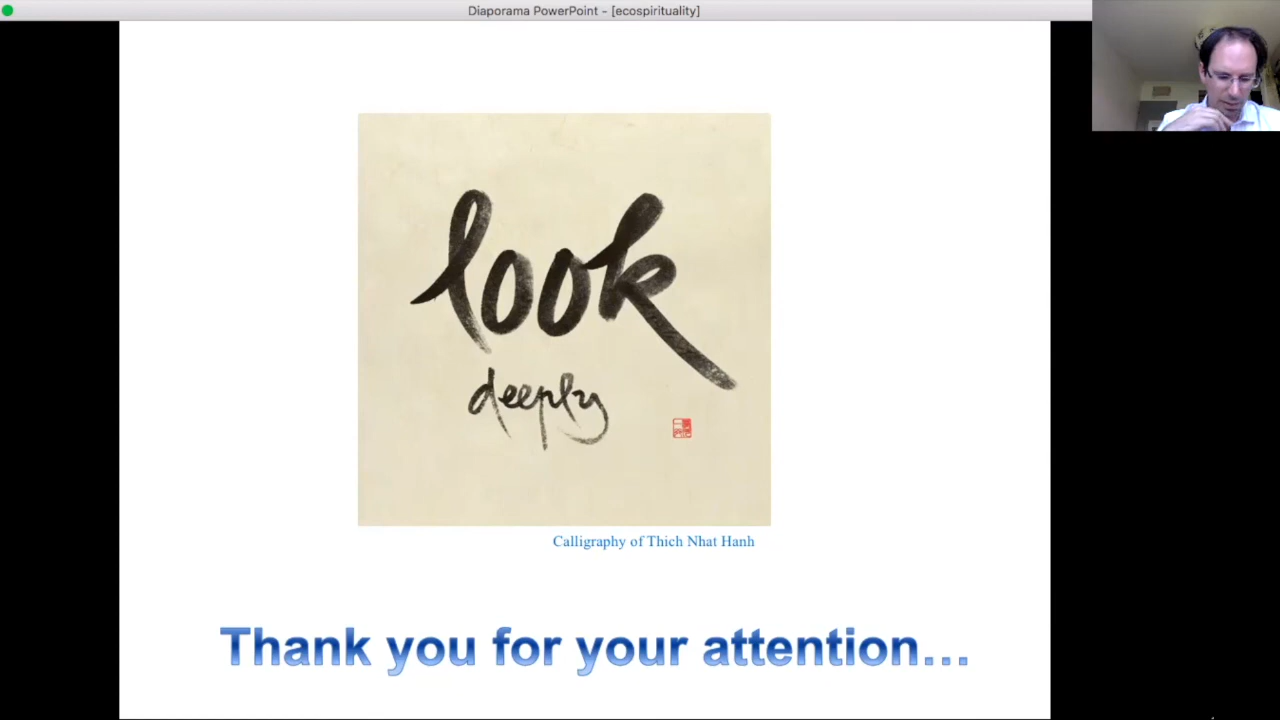 Diaporama PowerPoint - [ecospirituality]
look
deeply
Calligraphy of Thich Nhat Hanh
Thank you for your attention...